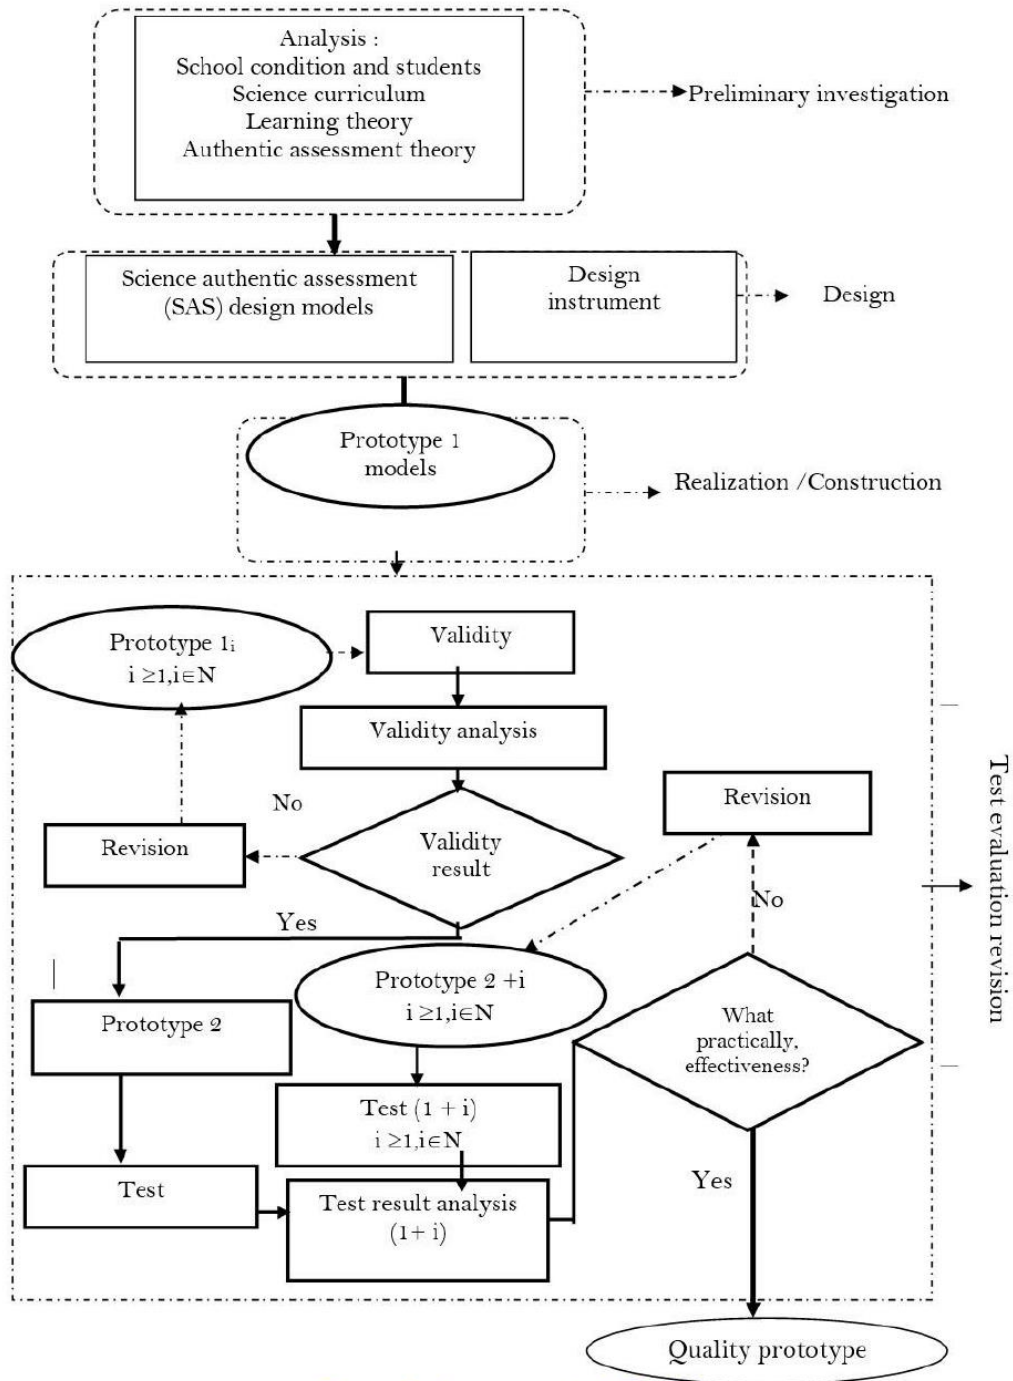 Analysis :
School condition and students
Science curriculum
Learning theory
Authentic assessment theory
Preliminary investigation
Science authentic assessment
(SAS) design models
Design
instrument
Design
Prototype 1
models
Realization /Construction
Prototype 1i
i ≥1,i∈N
Validity
Validity analysis
No
Validity
result
Revision
Revision
No
Yes
Prototype 2
Prototype 2 +i
i ≥1,i∈N
What
practically,
effectiveness?
Test evaluation revision
Test (1 + i)
i ≥1,i∈N
Test
Test result analysis
(1+ i)
Yes
Quality prototype